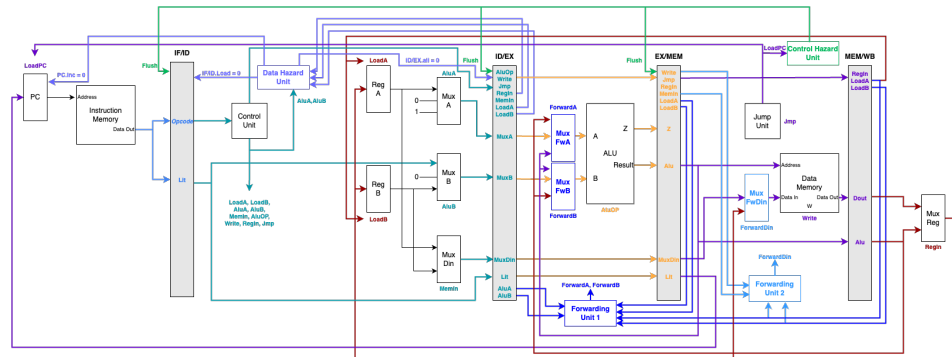 IF/ID
ID/EX
EX/MEM
MEM/WB
LoadPC
Flush
PC.Inc = 0
IF/ID.Load = 0
Data Hazard
Unit
ID/EX.all = 0
AluA,AluB
LoadA
Reg
A
AluA
Mux
A
0
1
Flush
AluOp
Write
Jmp
RegIn
MemIn
LoadA
LoadB
Flush
Write
Jmp
RegIn
MemIn
LoadA
LoadB
LoadPC
Control Hazard
Unit
RegIn
LoadA
LoadB
PC
Address
Instruction
Memory
Data Out
Opcode
Control
Unit
MuxA
ForwardA
Mux
FwA
A
Z
ALU
Result
B
Z
Jump
Unit
Jmp
Lit
Reg
B
LoadB
0
Mux
B
AluB
MuxB
Mux
FwB
ForwardB
Alu
Address
Data
Memory
Data In
Data Out
W
Write
Mux
FwDin
ForwardDin
Dout
Mux
Reg
RegIn
LoadA, LoadB,
AluA, AluB,
MemIn, AluOP,
Write, RegIn, Jmp
Mux
Din
MemIn
MuxDin
Lit
AluA
AluB
MuxDin
Lit
Alu
ForwardA, ForwardB
Forwarding
Unit 1
ForwardDin
Forwarding
Unit 2